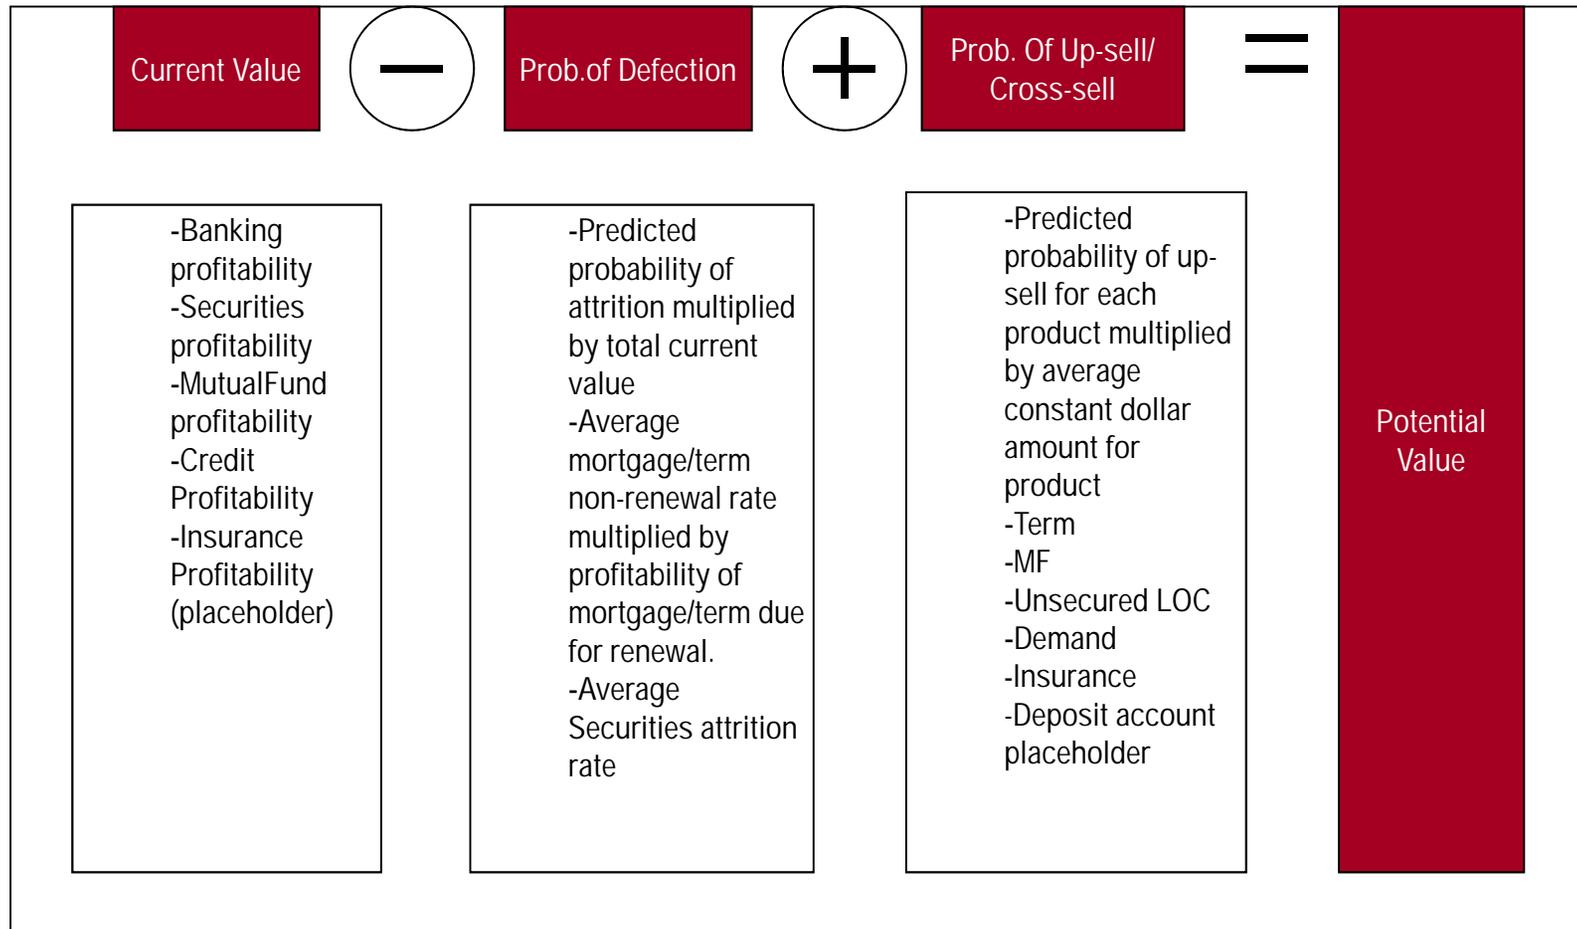 Current Value
Prob.of Defection
Prob. Of Up-sell/
Cross-sell
-Banking
profitability
-Securities
profitability
-MutualFund
profitability
-Credit
Profitability
-Insurance
Profitability
(placeholder)
-Predicted
probability of
attrition multiplied
by total current
value
-Average
mortgage/term
non-renewal rate
multiplied by
profitability of
mortgage/term due
for renewal.
-Average
Securities attrition
rate
-Predicted
probability of up-
sell for each
product multiplied
by average
constant dollar
amount for
product
-Term
-MF
-Unsecured LOC
-Demand
-Insurance
-Deposit account
placeholder
Potential
Value